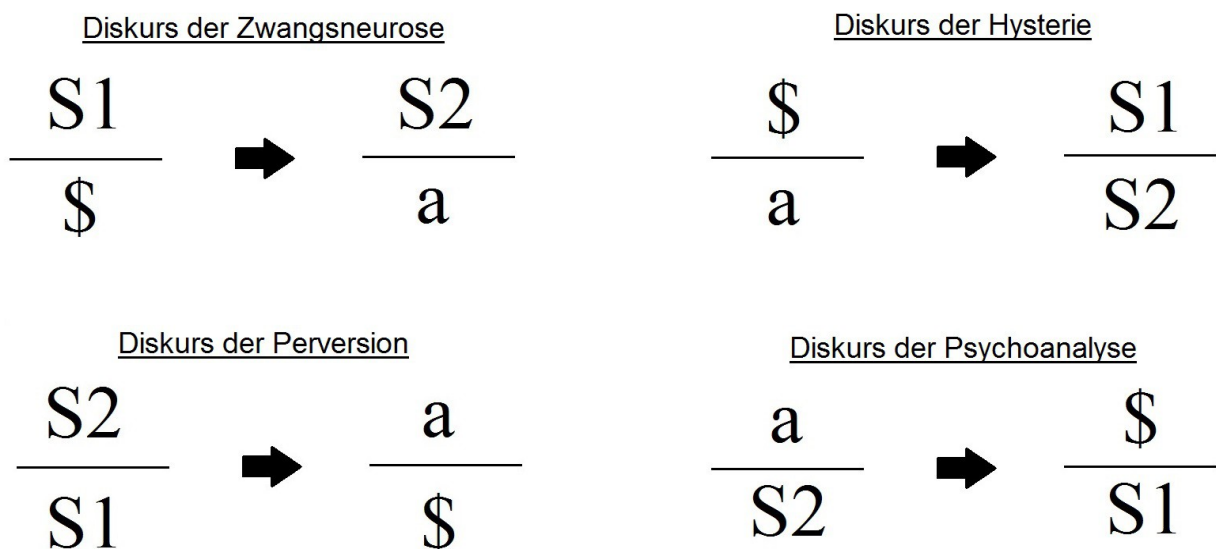 Diskurs der Zwangsneurose
S1 S2
$ a
Diskurs der Hysterie
$ S1
a S2
Diskurs der Perversion
S2 a
S1 $
Diskurs der Psychoanalyse
a $
S2 S1